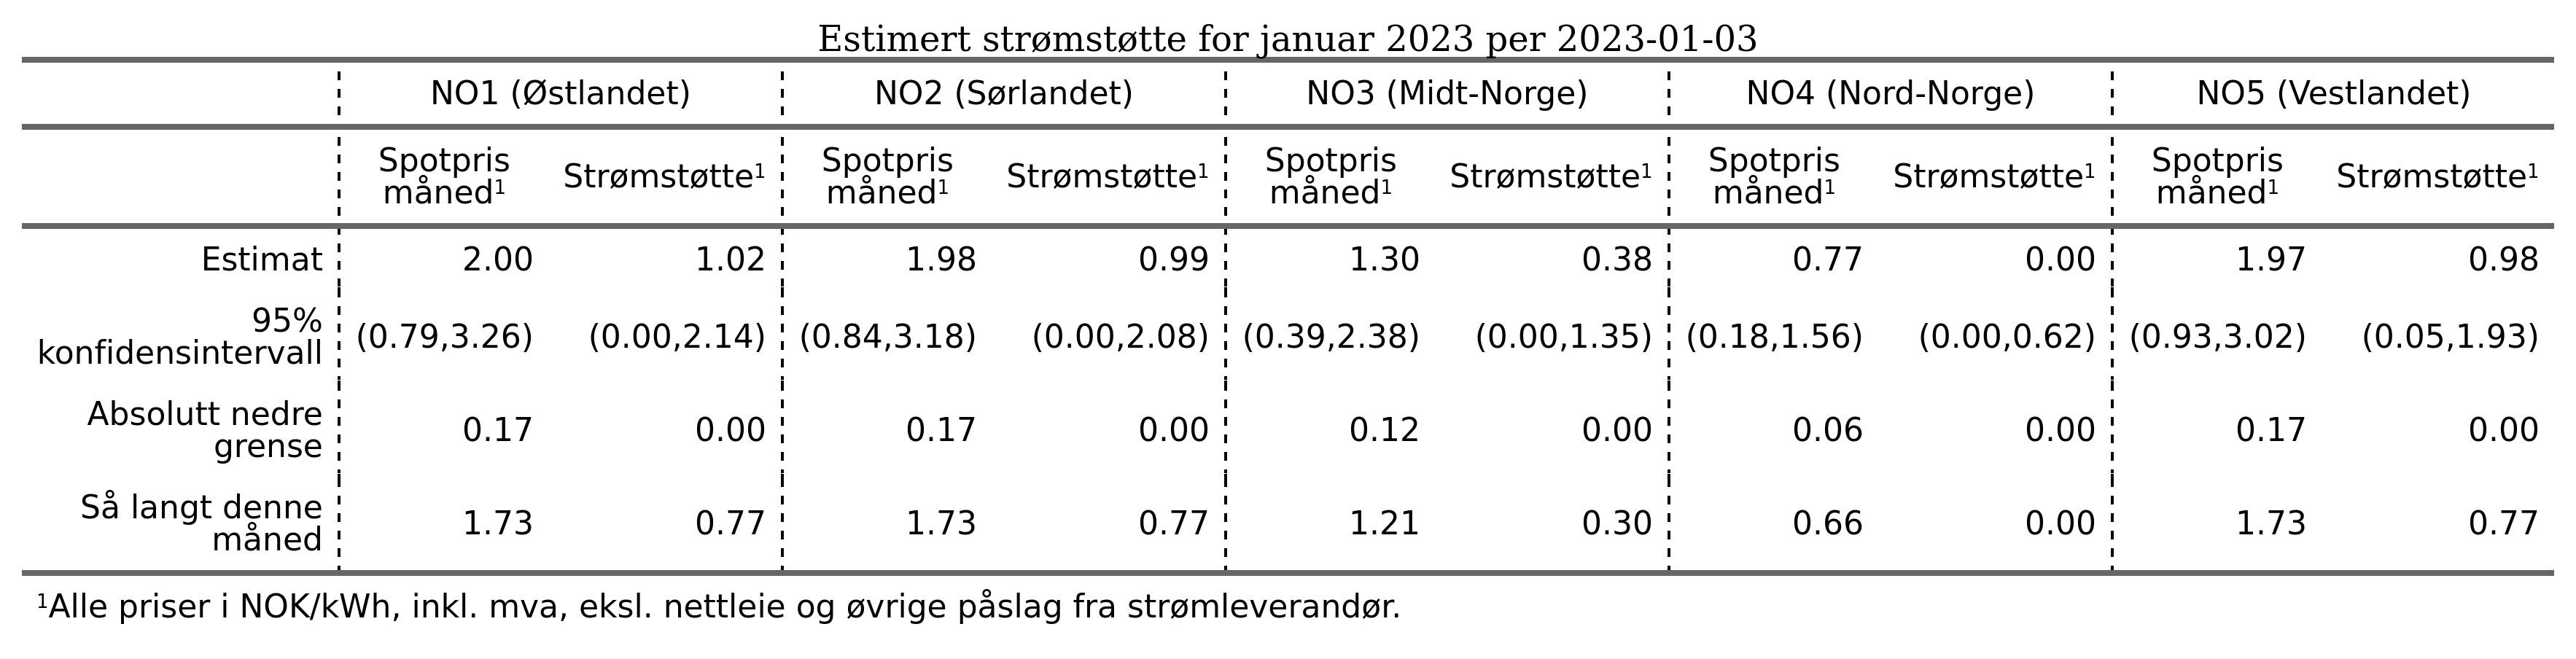 Estimert strømstøtte for januar 2023 per 2023-01-03
NO1 (Østlandet) NO2 (Sørlandet) NO3 (Midt-Norge) NO4 (Nord-Norge) NO5 (Vestlandet)
Spotpris måned¹ Strømstøtte¹ Spotpris måned¹ Strømstøtte¹ Spotpris måned¹ Strømstøtte¹ Spotpris måned¹ Strømstøtte¹ Spotpris måned¹ Strømstøtte¹
Estimat 2.00 1.02 1.98 0.99 1.30 0.38 0.77 0.00 1.97 0.98
95% konfidensintervall (0.79,3.26) (0.00,2.14) (0.84,3.18) (0.00,2.08) (0.39,2.38) (0.00,1.35) (0.18,1.56) (0.00,0.62) (0.93,3.02) (0.05,1.93)
Absolutt nedre grense 0.17 0.00 0.17 0.00 0.12 0.00 0.06 0.00 0.17 0.00
Så langt denne måned 1.73 0.77 1.73 0.77 1.21 0.30 0.66 0.00 1.73 0.77
¹Alle priser i NOK/kWh, inkl. mva, eksl. nettleie og øvrige påslag fra strømleverandør.